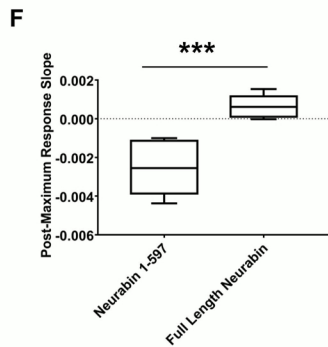 F
***
Post-Maximum Response Slope
0.002
0.000
-0.002
-0.004
-0.006
Neurabin 1-597
Full Length Neurabin